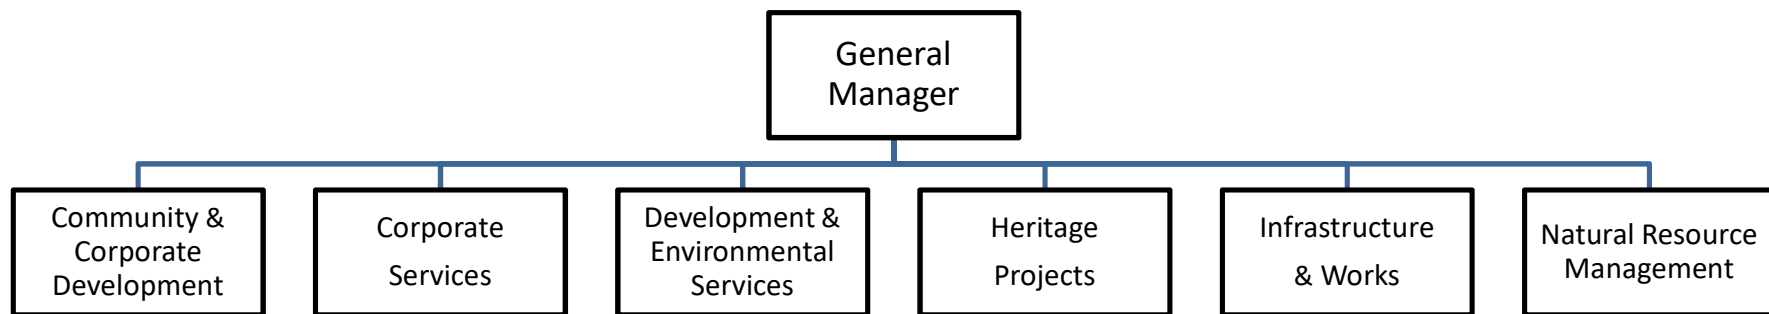 General
Manager
Community &
Corporate
Development
Corporate
Services
Development &
Environmental
Services
Heritage
Projects
Infrastructure
& Works
Natural Resource
Management